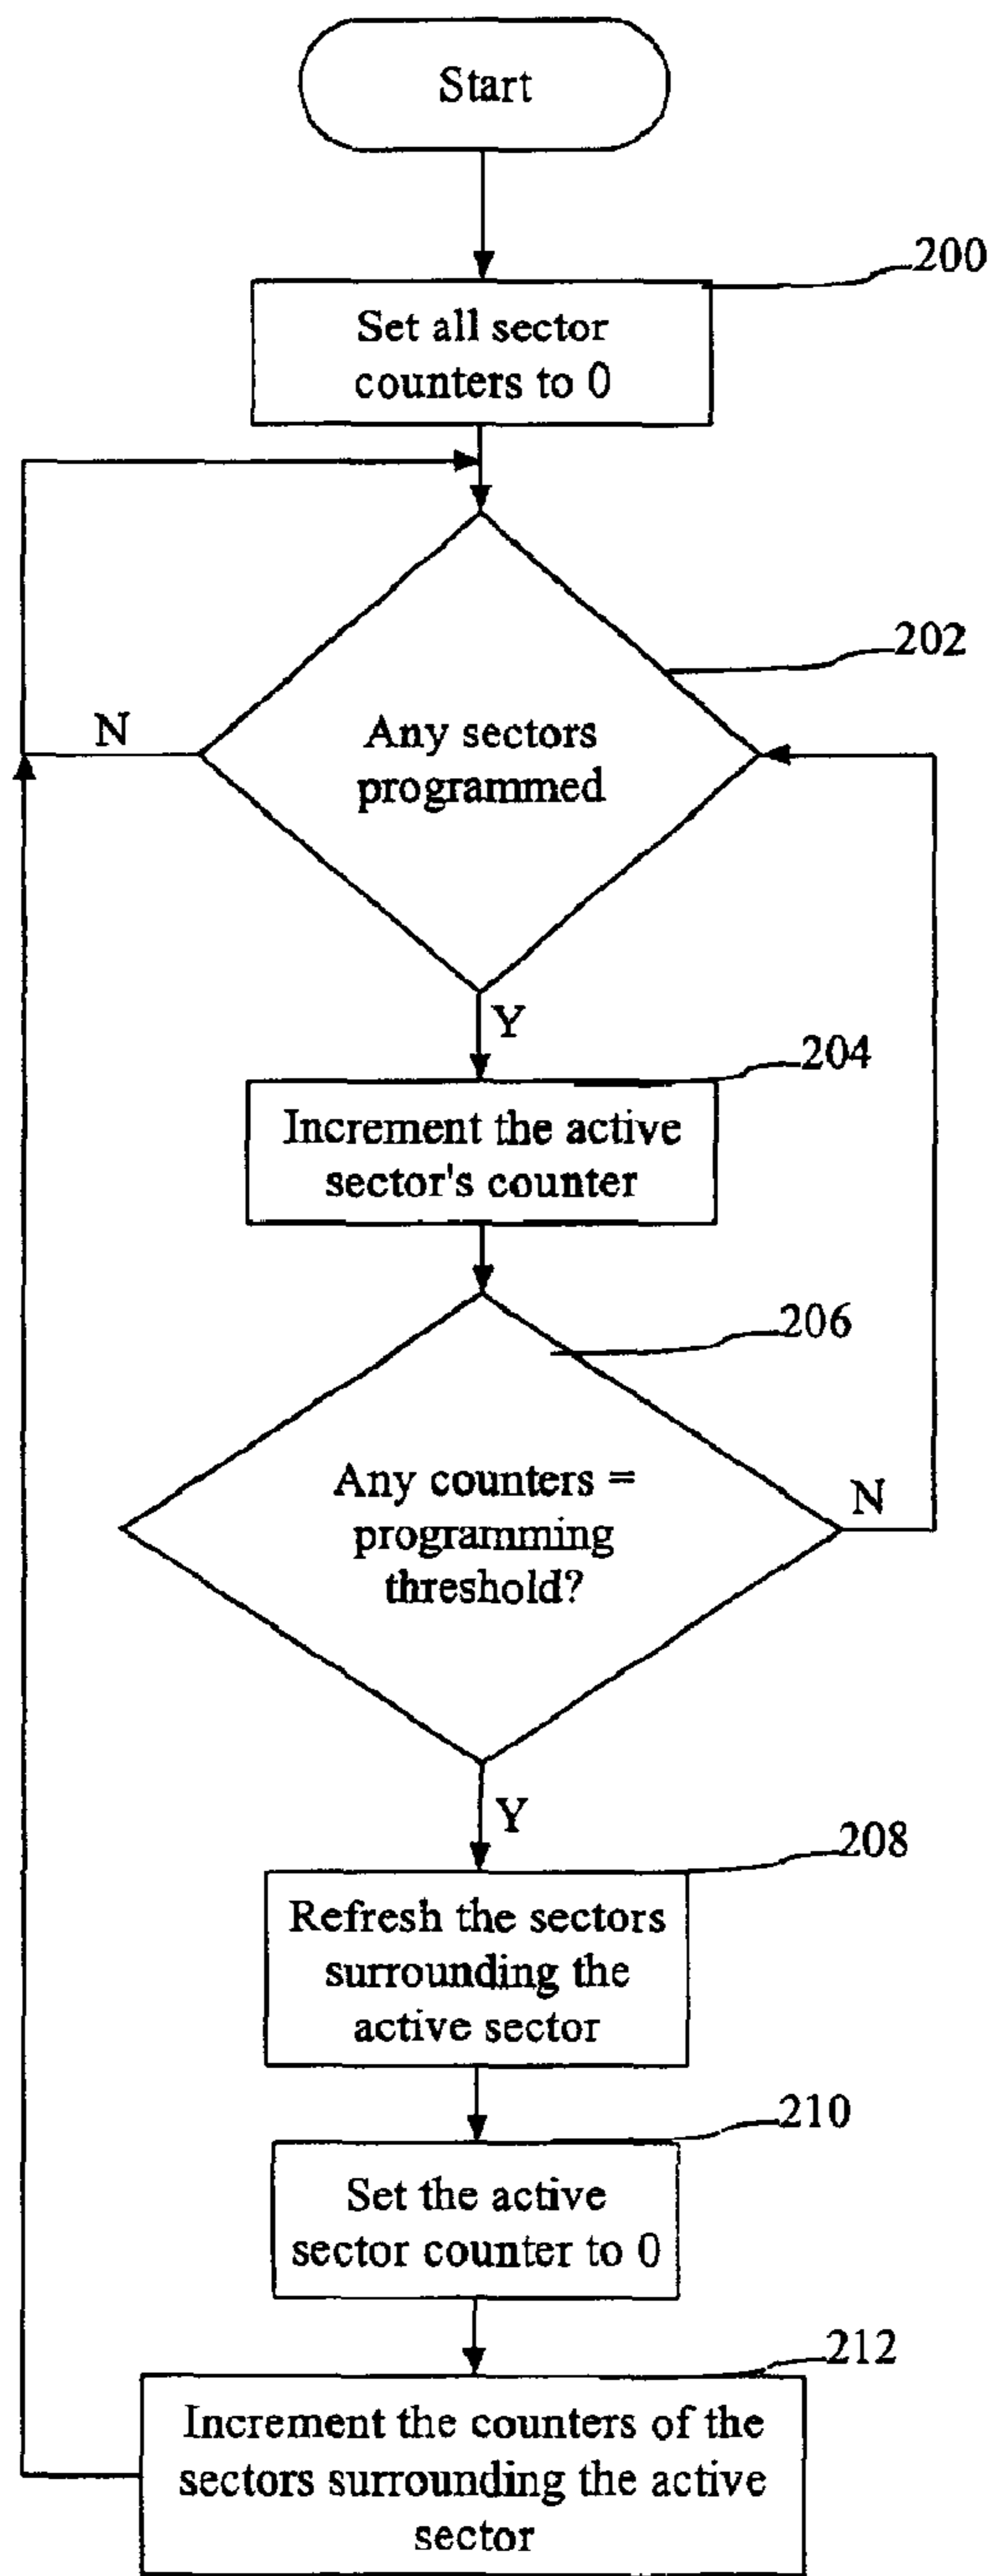 Start
200
Set all sector
counters to 0
202
N
Any sectors
programmed
Y
204
Increment the active
sector's counter
206
Any counters =
programming
threshold?
N
Y
208
Refresh the sectors
surrounding the
active sector
210
Set the active
sector counter to 0
212
Increment the counters of the
sectors surrounding the active
sector